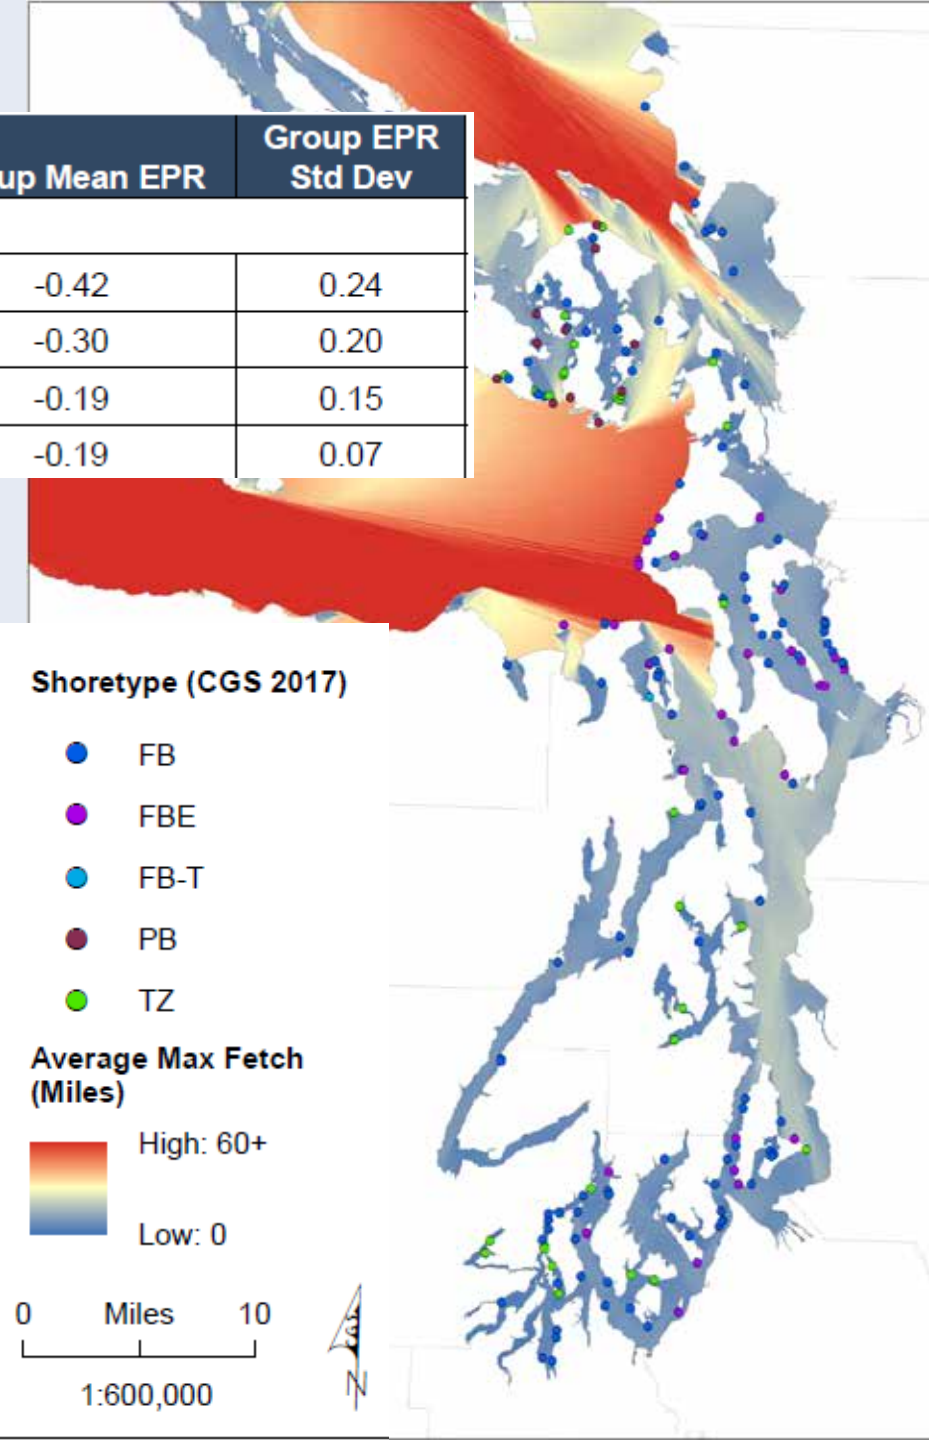 up Mean EPR
Group EPR
Std Dev
-0.42 0.24
-0.30 0.20
-0.19 0.15
-0.19 0.07
Shoretype (CGS 2017)
FB
FBE
FB-T
PB
TZ
Average Max Fetch
(Miles)
High: 60+
Low: 0
0 Miles 10
1:600,000
N